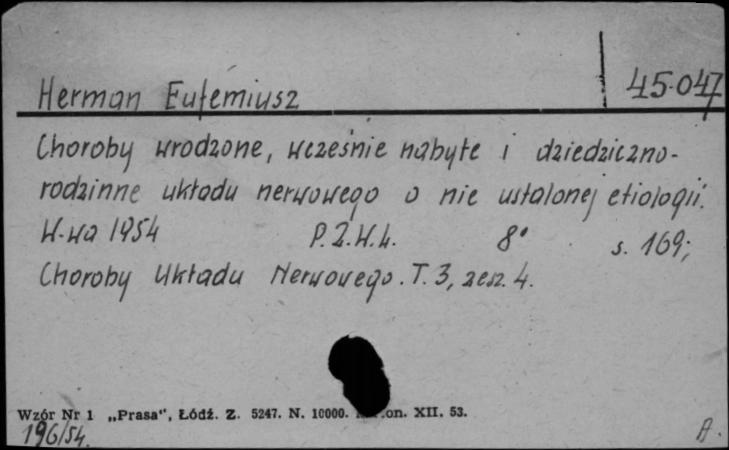 45.047
Herman Eufemiusz
Choroby wrodzone, wcześnie nabyte i dziedziczno-
rodzinne układu nerwowego o nie ustalonej etiologii.
W-wa 1954 P.Z.W.L. 8° s. 169;
Choroby Układu Nerwowego. T. 3, zesz. 4.
Wzór Nr 1 „Prasa", Łódź. Z. 5247. N. 10000. on. XII. 53.
196/54. A.